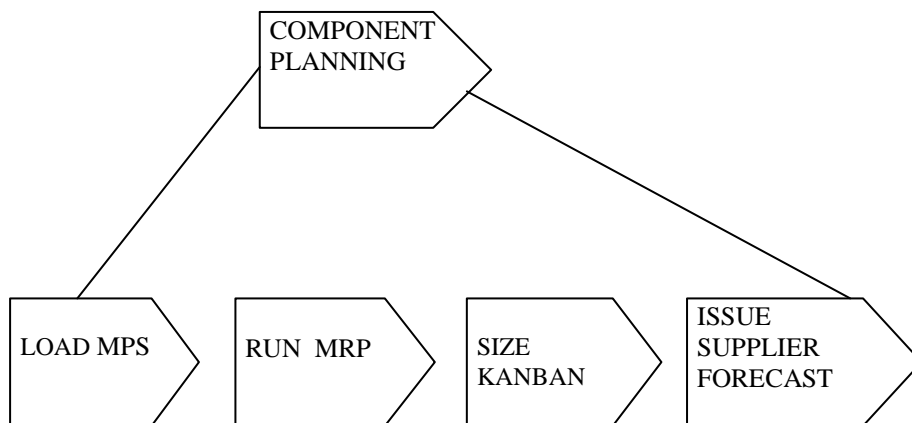 COMPONENT
PLANNING
LOAD MPS
RUN  MRP
SIZE
KANBAN
ISSUE
SUPPLIER
FORECAST